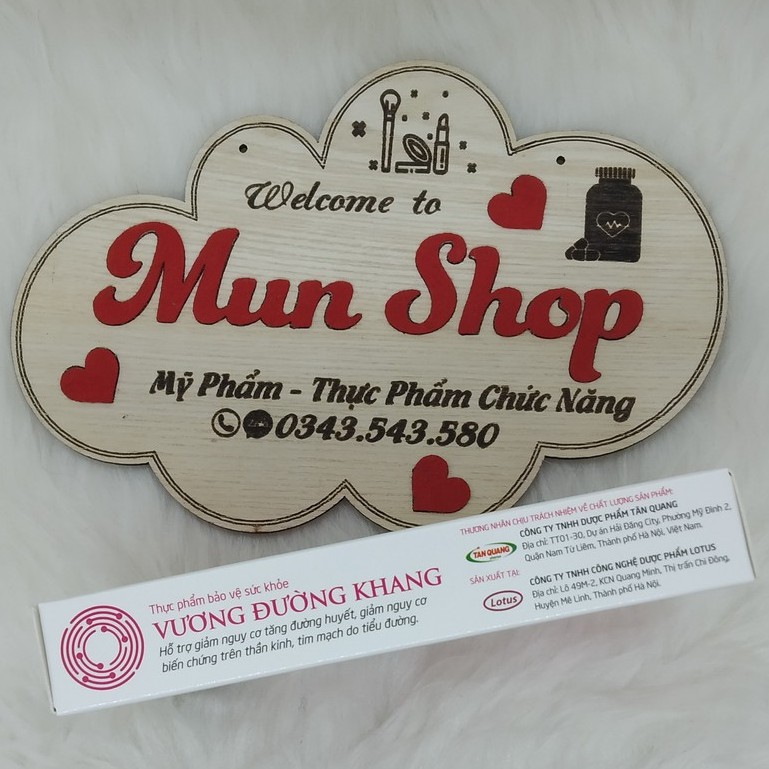 Welcome to
Mun Shop
Mỹ Phẩm - Thực Phẩm Chức Năng
Zalo 0343.543.580
Thực phẩm bảo vệ sức khỏe
VƯƠNG ĐƯỜNG KHANG
Hỗ trợ giảm nguy cơ tăng đường huyết, giảm nguy cơ
biến chứng trên thần kinh, tim mạch do tiểu đường.
THƯƠNG NHÂN CHỊU TRÁCH NHIỆM VỀ CHẤT LƯỢNG SẢN PHẨM:
TÂN QUANG
CÔNG TY TNHH DƯỢC PHẨM TÂN QUANG
Địa chỉ: TT01-30, Dự án Hải Đăng City, Phường Mỹ Đình 2,
Quận Nam Từ Liêm, Thành phố Hà Nội, Việt Nam.
SẢN XUẤT TẠI:
Lotus
CÔNG TY TNHH CÔNG NGHỆ DƯỢC PHẨM LOTUS
Địa chỉ: Lô 49M-2, KCN Quang Minh, Thị trấn Chi Đông,
Huyện Mê Linh, Thành phố Hà Nội.